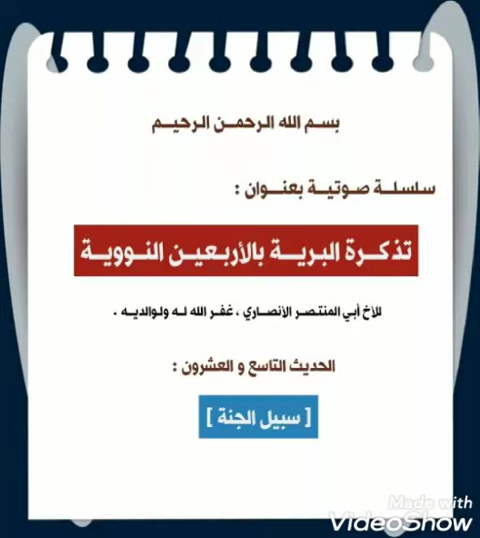 بسم الله الرحمن الرحيم
سلسلة صوتية بعنوان :
تذكرة البرية بالأربعين النووية
للأخ أبي المنتصر الأنصاري ، غفر الله له ولوالديه .
الحديث التاسع و العشرون :
[ سبيل الجنة ]
Made with
VideoShow